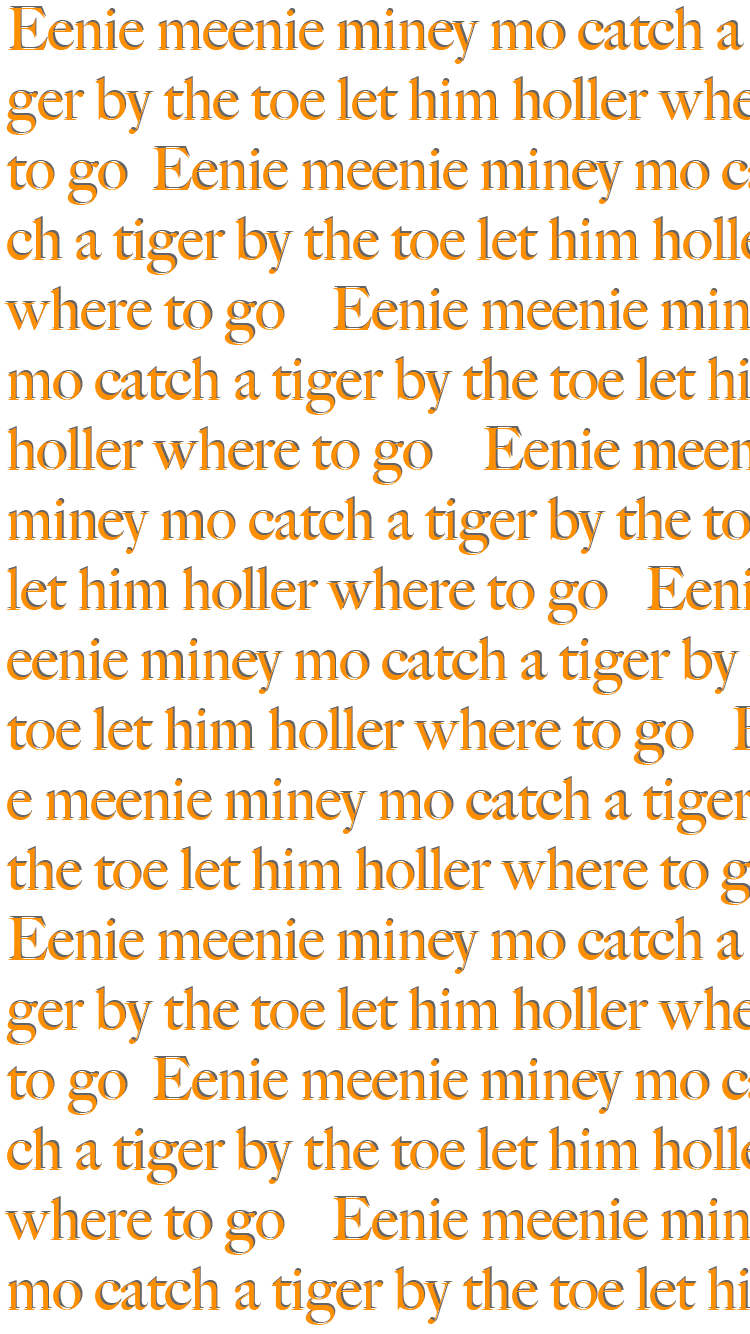 Eenie meenie miney mo catch a
ger by the toe let him holler whe
to go Eenie meenie miney mo ca
ch a tiger by the toe let him holle
where to go Eenie meenie min
mo catch a tiger by the toe let hi
holler where to go Eenie meen
miney mo catch a tiger by the to
let him holler where to go Eeni
eenie miney mo catch a tiger by
toe let him holler where to go E
e meenie miney mo catch a tiger
the toe let him holler where to g
Eenie meenie miney mo catch a
ger by the toe let him holler whe
to go Eenie meenie miney mo ca
ch a tiger by the toe let him holle
where to go Eenie meenie min
mo catch a tiger by the toe let hi